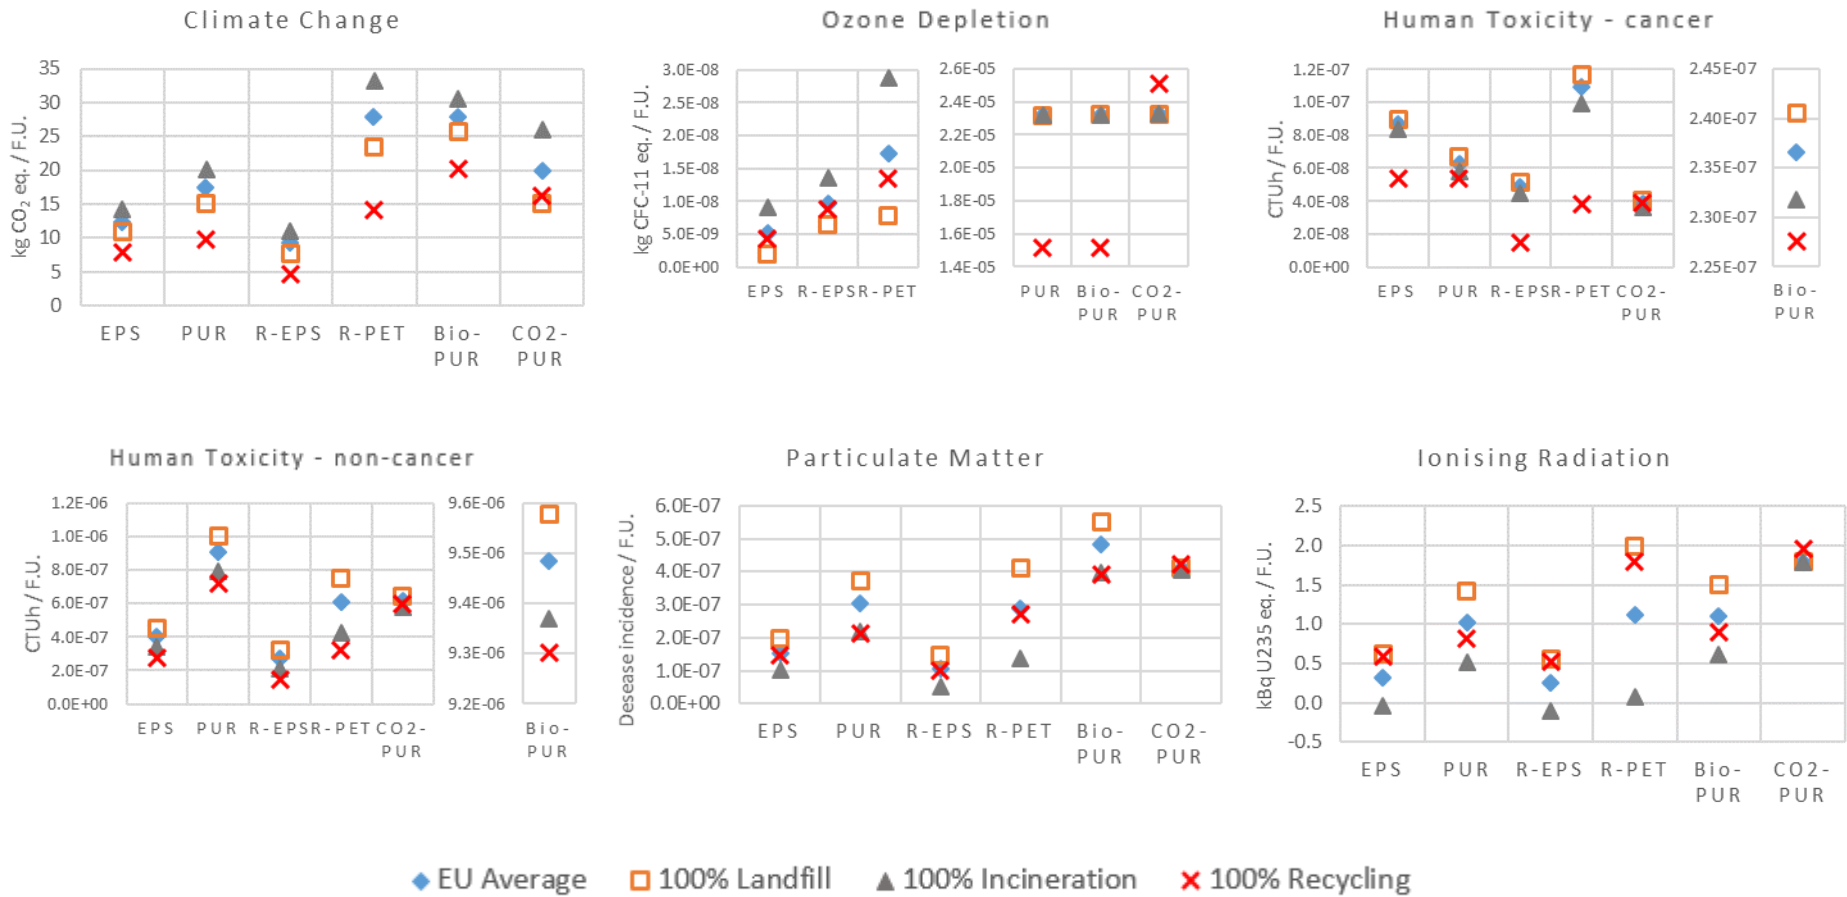 Climate Change
35
30
25
20
15
10
5
0
kg CO₂ eq. / F.U.
EPS PUR R-EPS R-PET Bio-PUR CO2-PUR
Ozone Depletion
3.0E-08
2.5E-08
2.0E-08
1.5E-08
1.0E-08
5.0E-09
0.0E+00
kg CFC-11 eq. / F.U.
EPS R-EPS R-PET
2.6E-05
2.4E-05
2.2E-05
2.0E-05
1.8E-05
1.6E-05
1.4E-05
PUR Bio-PUR CO2-PUR
Human Toxicity - cancer
1.2E-07
1.0E-07
8.0E-08
6.0E-08
4.0E-08
2.0E-08
0.0E+00
CTUh / F.U.
EPS PUR R-EPS R-PET CO2-PUR
2.45E-07
2.40E-07
2.35E-07
2.30E-07
2.25E-07
Bio-PUR
Human Toxicity - non-cancer
1.2E-06
1.0E-06
8.0E-07
6.0E-07
4.0E-07
2.0E-07
0.0E+00
CTUh / F.U.
EPS PUR R-EPS R-PET CO2-PUR
9.6E-06
9.5E-06
9.4E-06
9.3E-06
9.2E-06
Bio-PUR
Particulate Matter
6.0E-07
5.0E-07
4.0E-07
3.0E-07
2.0E-07
1.0E-07
0.0E+00
Desease incidence / F.U.
EPS PUR R-EPS R-PET Bio-PUR CO2-PUR
Ionising Radiation
2.5
2.0
1.5
1.0
0.5
0.0
-0.5
kBq U235 eq. / F.U.
EPS PUR R-EPS R-PET Bio-PUR CO2-PUR
EU Average 100% Landfill 100% Incineration 100% Recycling